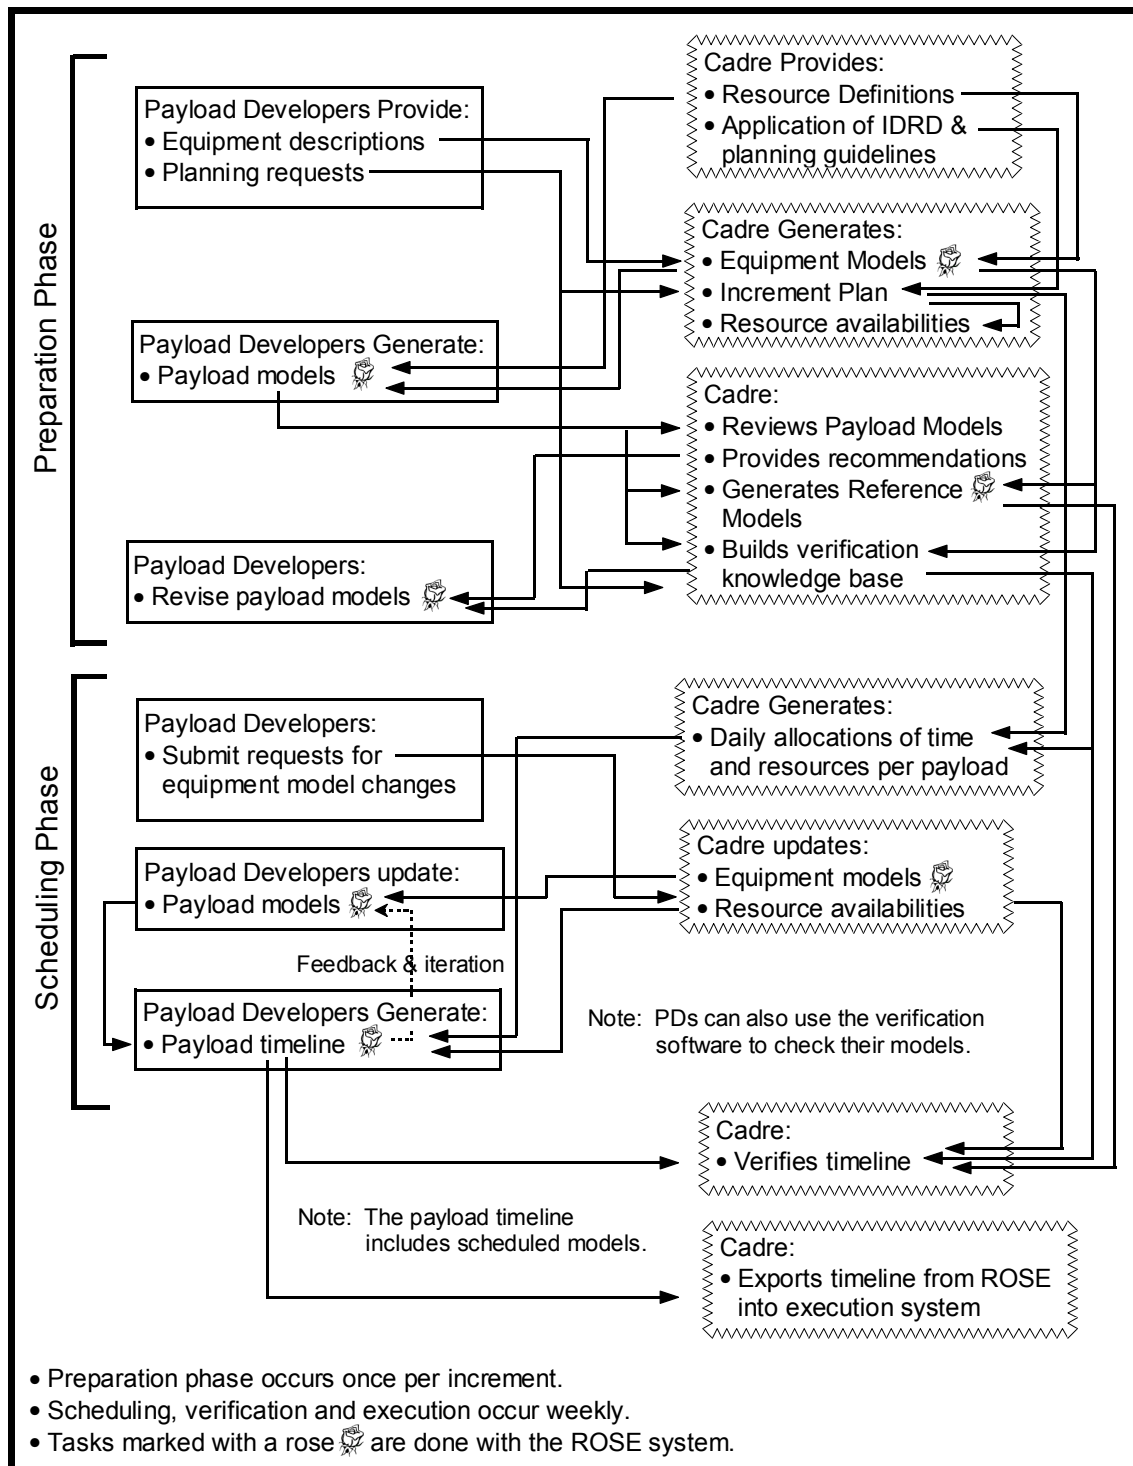 Preparation Phase
Payload Developers Provide:
• Equipment descriptions
• Planning requests
Cadre Provides:
• Resource Definitions
• Application of IDRD &
planning guidelines
Cadre Generates:
• Equipment Models
• Increment Plan
• Resource availabilities
Payload Developers Generate:
• Payload models
Cadre:
• Reviews Payload Models
• Provides recommendations
• Generates Reference
Models
• Builds verification
knowledge base
Payload Developers:
• Revise payload models
Scheduling Phase
Payload Developers:
• Submit requests for
equipment model changes
Cadre Generates:
• Daily allocations of time
and resources per payload
Payload Developers update:
• Payload models
Cadre updates:
• Equipment models
• Resource availabilities
Feedback & iteration
Payload Developers Generate:
• Payload timeline
Note: PDs can also use the verification
software to check their models.
Cadre:
• Verifies timeline
Note: The payload timeline
includes scheduled models.
Cadre:
• Exports timeline from ROSE
into execution system
• Preparation phase occurs once per increment.
• Scheduling, verification and execution occur weekly.
• Tasks marked with a rose are done with the ROSE system.